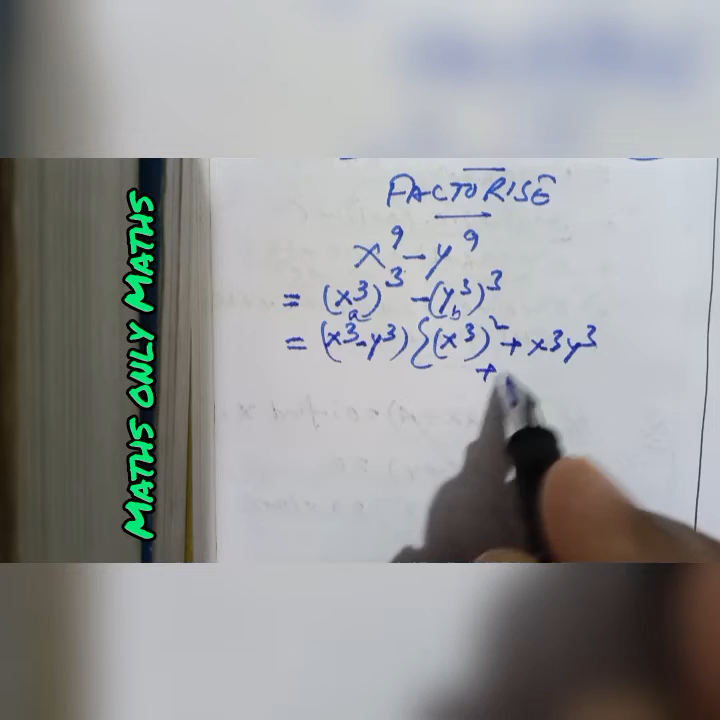 MATHS ONLY MATHS
FACTORISE
x⁹-y⁹
= (x³)³ -(y³)³
a b
= (x³-y³) {(x³)² + x³y³
+